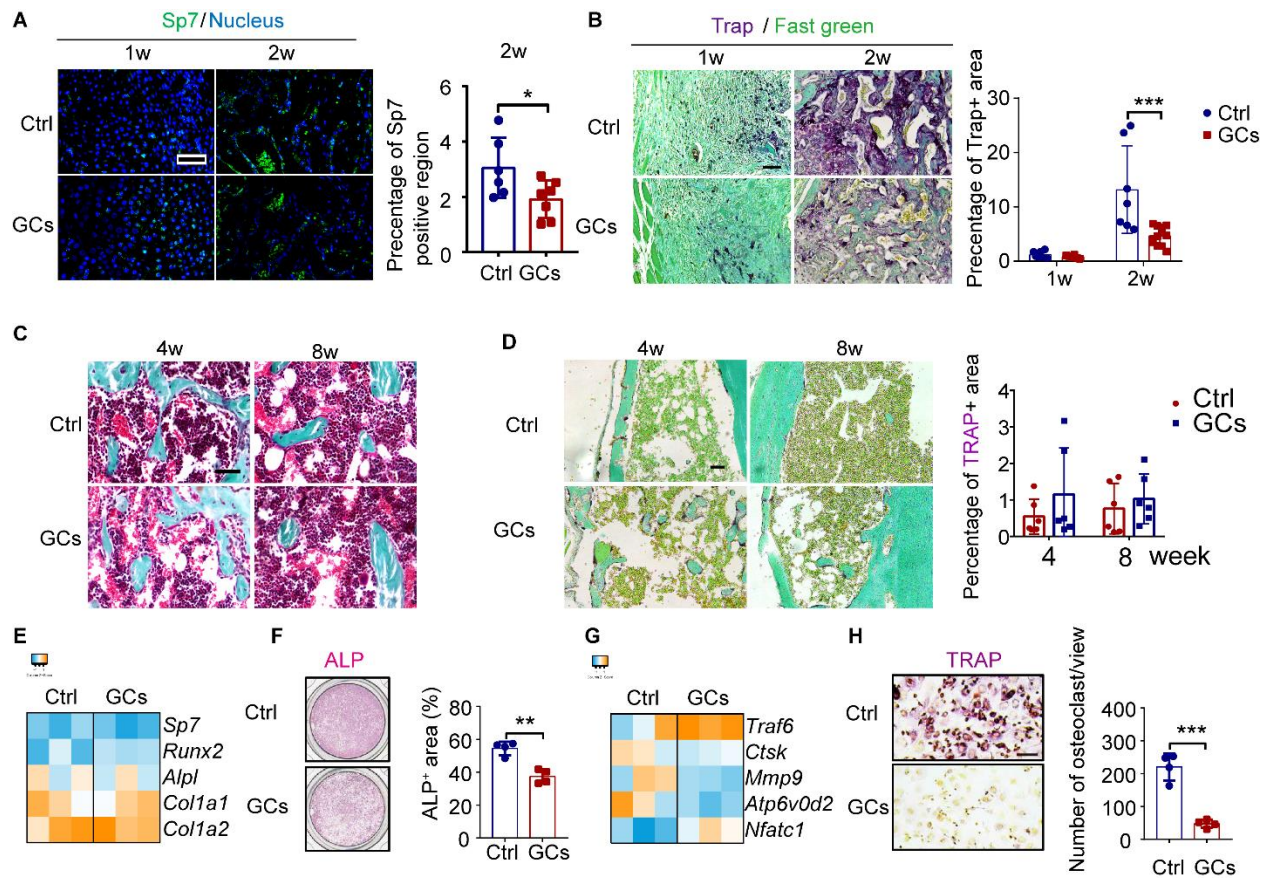 A
Sp7/Nucleus
1w
2w
Ctrl
GCs
2w
Precentage of Sp7
positive region
6
4
2
0
*
Ctrl GCs
B
Trap / Fast green
1w
2w
Ctrl
GCs
Precentage of Trap+ area
30
20
10
0
***
1w
2w
Ctrl
GCs
C
4w
8w
Ctrl
GCs
D
4w
8w
Ctrl
GCs
Percentage of TRAP+ area
4
3
2
1
0
4
8
week
Ctrl
GCs
E
Ctrl
GCs
Sp7
Runx2
Alpl
Col1a1
Col1a2
F
ALP
Ctrl
GCs
ALP⁺ area (%)
80
60
40
20
0
**
Ctrl GCs
G
Ctrl
GCs
Traf6
Ctsk
Mmp9
Atp6v0d2
Nfatc1
H
TRAP
Ctrl
GCs
Number of osteoclast/view
400
300
200
100
0
***
Ctrl GCs